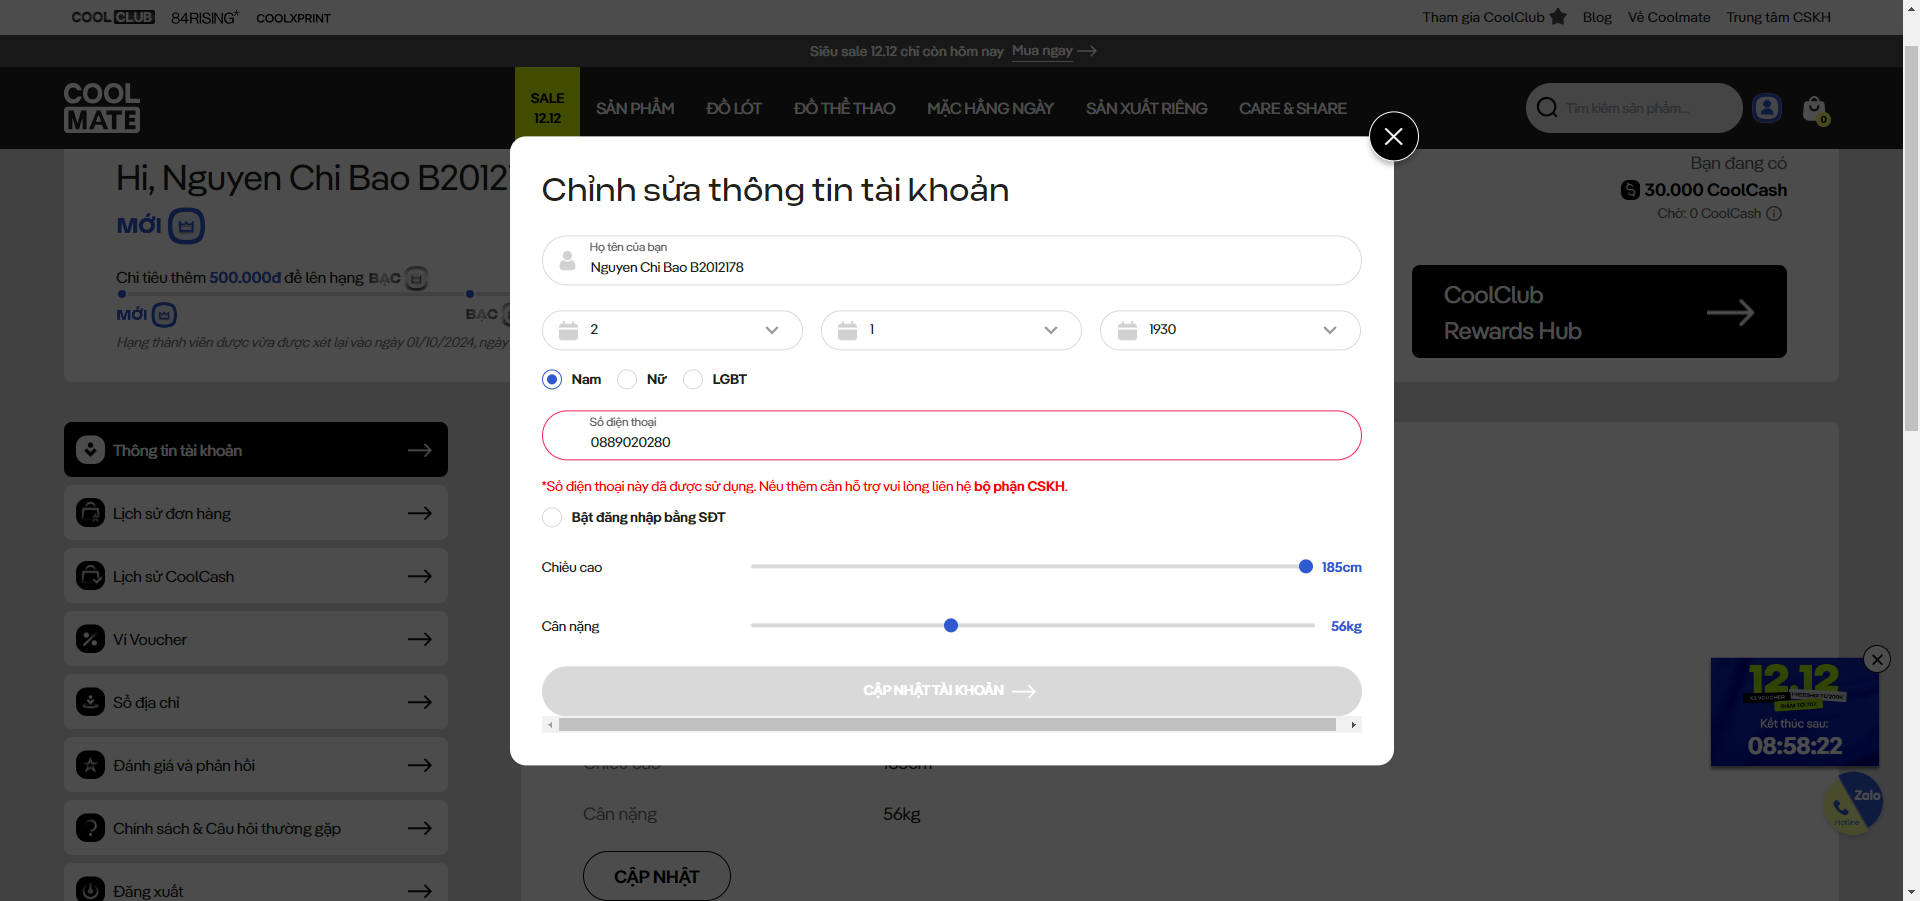 COOLCLUB 84RISING* COOLXPRINT
Tham gia CoolClub Blog Về Coolmate Trung tâm CSKH
Siêu sale 12.12 chỉ còn hôm nay Mua ngay
COOL
MATE
SALE
12.12
SẢN PHẨM ĐỒ LÓT ĐỒ THỂ THAO MẶC HẰNG NGÀY SẢN XUẤT RIÊNG CARE & SHARE
Tìm kiếm sản phẩm...
0
Hi, Nguyen Chi Bao B2012
MỚI
Chi tiêu thêm 500.000đ để lên hạng BẠC
MỚI BẠC
Hạng thành viên được vừa được xét lại vào ngày 01/10/2024, ngày
Bạn đang có
30.000 CoolCash
Chờ: 0 CoolCash
CoolClub
Rewards Hub
Thông tin tài khoản
Lịch sử đơn hàng
Lịch sử CoolCash
Ví Voucher
Sổ địa chỉ
Đánh giá và phản hồi
Chính sách & Câu hỏi thường gặp
Đăng xuất
Chỉnh sửa thông tin tài khoản
Họ tên của bạn
Nguyen Chi Bao B2012178
2 1 1930
Nam Nữ LGBT
Số điện thoại
0889020280
*Số điện thoại này đã được sử dụng. Nếu thêm cần hỗ trợ vui lòng liên hệ bộ phận CSKH.
Bật đăng nhập bằng SĐT
Chiều cao 185cm
Cân nặng 56kg
CẬP NHẬT TÀI KHOẢN
Chiều cao 185cm
Cân nặng 56kg
CẬP NHẬT
12.12
Kết thúc sau:
08:58:22
Zalo
Hotline